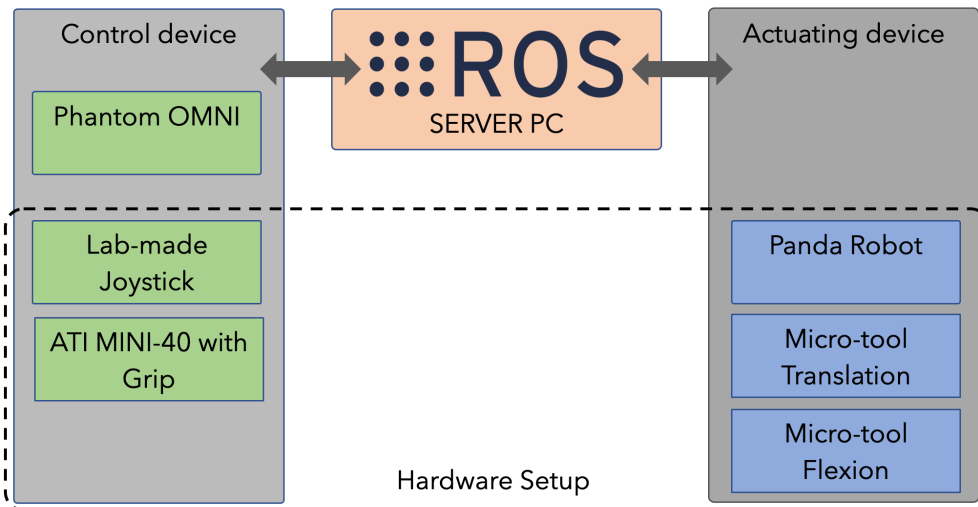 Control device
Phantom OMNI
Lab-made
Joystick
ATI MINI-40 with
Grip
ROS
SERVER PC
Hardware Setup
Actuating device
Panda Robot
Micro-tool
Translation
Micro-tool
Flexion